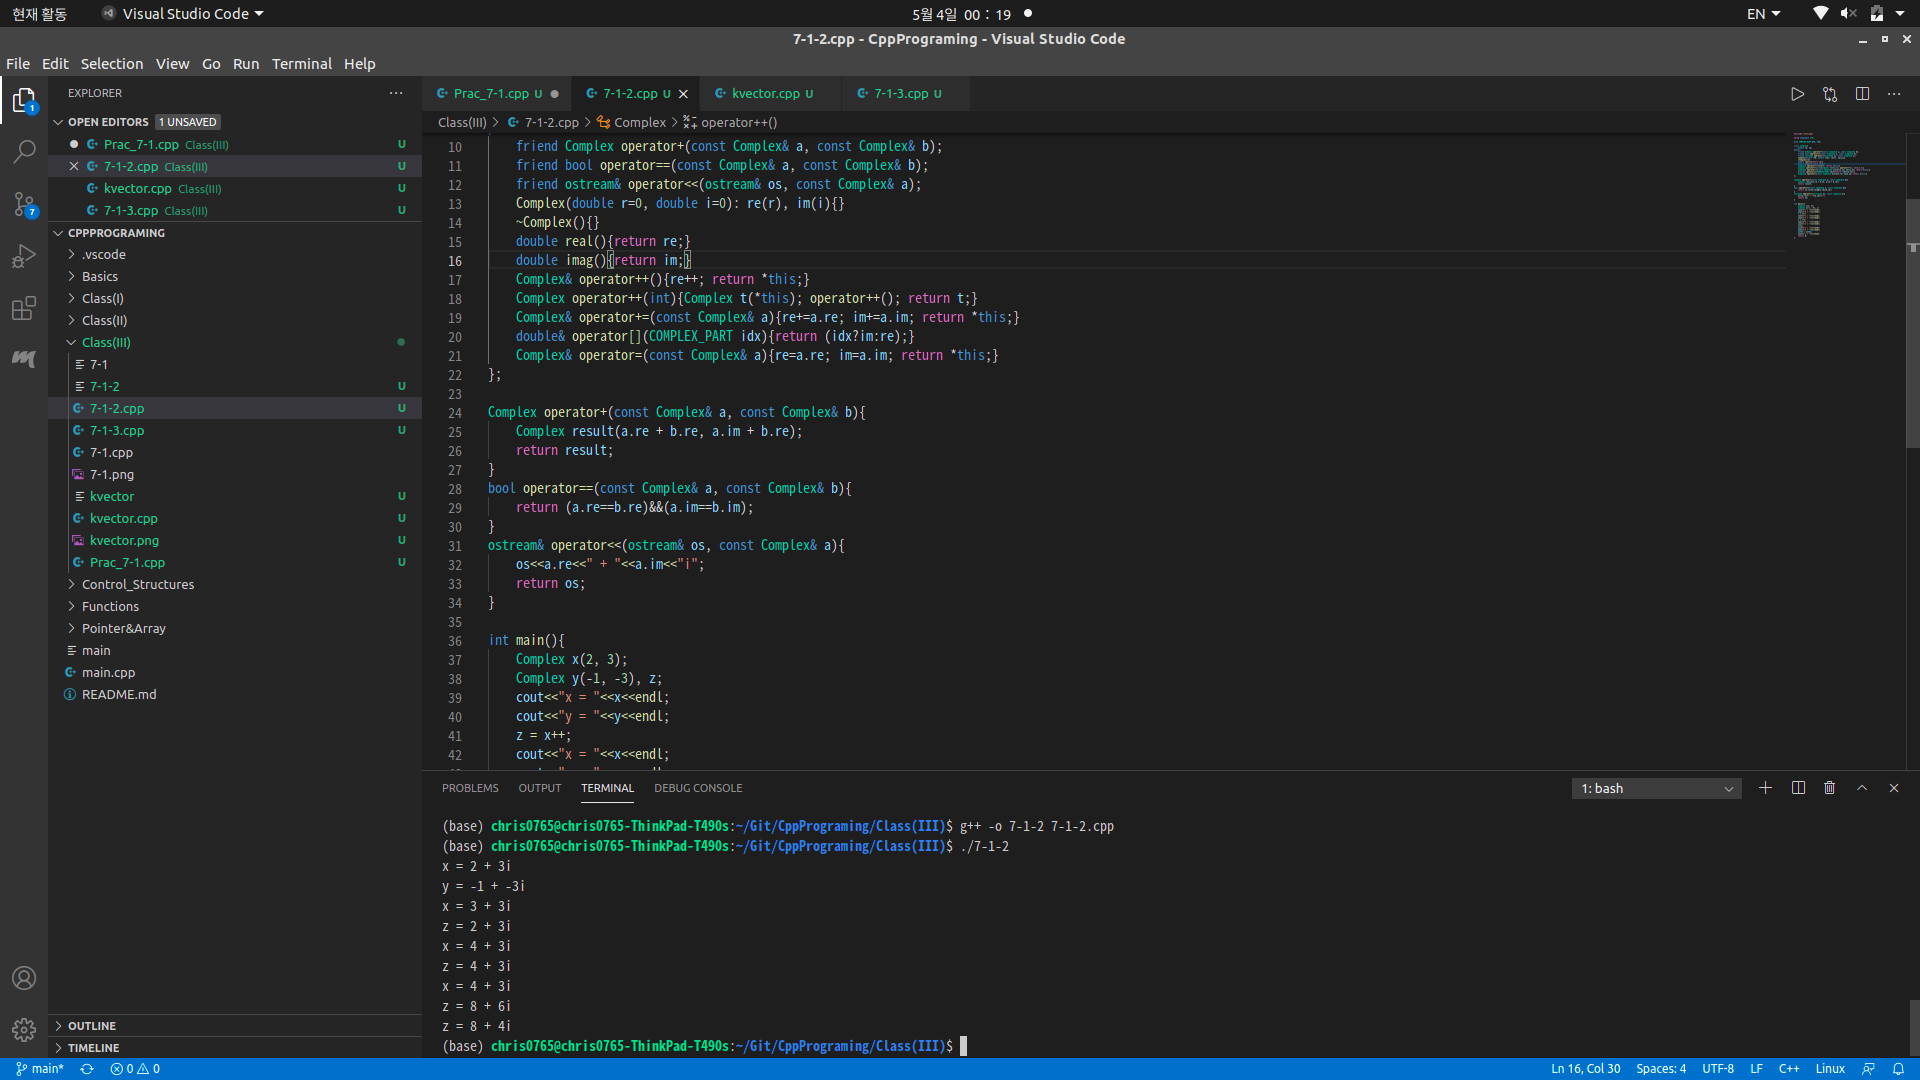 현재 활동
Visual Studio Code
5월 4일 00 : 19
EN
7-1-2.cpp - CppPrograming - Visual Studio Code
File Edit Selection View Go Run Terminal Help
EXPLORER
OPEN EDITORS 1 UNSAVED
Prac_7-1.cpp Class(III) U
7-1-2.cpp Class(III) U
kvector.cpp Class(III) U
7-1-3.cpp Class(III) U
CPPPROGRAMING
.vscode
Basics
Class(I)
Class(II)
Class(III)
7-1
7-1-2 U
7-1-2.cpp U
7-1-3.cpp U
7-1.cpp
7-1.png
kvector U
kvector.cpp U
kvector.png U
Prac_7-1.cpp U
Control_Structures
Functions
Pointer&Array
main
main.cpp
README.md
OUTLINE
TIMELINE
1
7
Prac_7-1.cpp U
7-1-2.cpp U
kvector.cpp U
7-1-3.cpp U
Class(III) > 7-1-2.cpp > Complex > operator++()
10 friend Complex operator+(const Complex& a, const Complex& b);
11 friend bool operator==(const Complex& a, const Complex& b);
12 friend ostream& operator<<(ostream& os, const Complex& a);
13 Complex(double r=0, double i=0): re(r), im(i){}
14 ~Complex(){}
15 double real(){return re;}
16 double imag(){return im;}
17 Complex& operator++(){re++; return *this;}
18 Complex operator++(int){Complex t(*this); operator++(); return t;}
19 Complex& operator+=(const Complex& a){re+=a.re; im+=a.im; return *this;}
20 double& operator[](COMPLEX_PART idx){return (idx?im:re);}
21 Complex& operator=(const Complex& a){re=a.re; im=a.im; return *this;}
22 };
23
24 Complex operator+(const Complex& a, const Complex& b){
25 Complex result(a.re + b.re, a.im + b.re);
26 return result;
27 }
28 bool operator==(const Complex& a, const Complex& b){
29 return (a.re==b.re)&&(a.im==b.im);
30 }
31 ostream& operator<<(ostream& os, const Complex& a){
32 os<<a.re<<" + "<<a.im<<"i";
33 return os;
34 }
35
36 int main(){
37 Complex x(2, 3);
38 Complex y(-1, -3), z;
39 cout<<"x = "<<x<<endl;
40 cout<<"y = "<<y<<endl;
41 z = x++;
42 cout<<"x = "<<x<<endl;
PROBLEMS OUTPUT TERMINAL DEBUG CONSOLE
1: bash
(base) chris0765@chris0765-ThinkPad-T490s:~/Git/CppPrograming/Class(III)$ g++ -o 7-1-2 7-1-2.cpp
(base) chris0765@chris0765-ThinkPad-T490s:~/Git/CppPrograming/Class(III)$ ./7-1-2
x = 2 + 3i
y = -1 + -3i
x = 3 + 3i
z = 2 + 3i
x = 4 + 3i
z = 4 + 3i
x = 4 + 3i
z = 8 + 6i
z = 8 + 4i
(base) chris0765@chris0765-ThinkPad-T490s:~/Git/CppPrograming/Class(III)$
main* 0 0
Ln 16, Col 30 Spaces: 4 UTF-8 LF C++ Linux